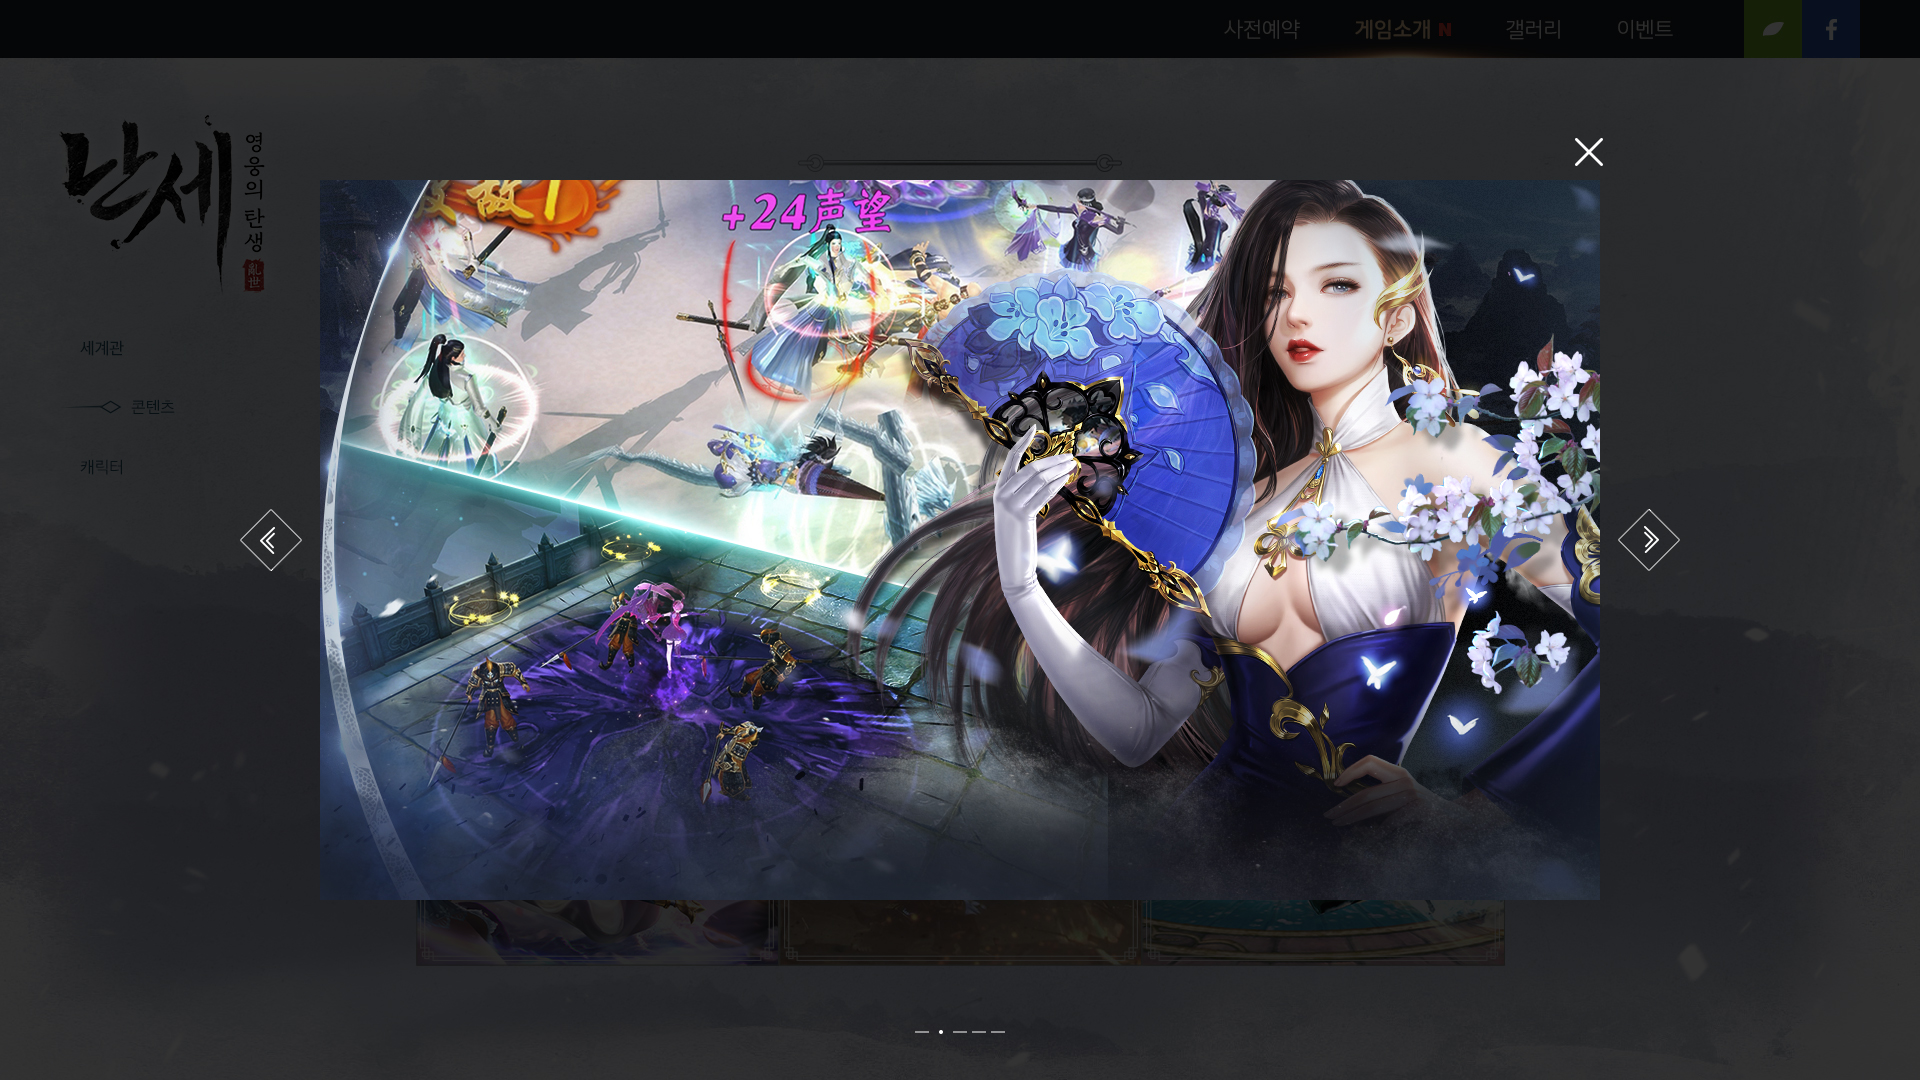 사전예약
게임소개 N
갤러리
이벤트
난세
영웅의 탄생
亂世
세계관
콘텐츠
캐릭터
+24声望